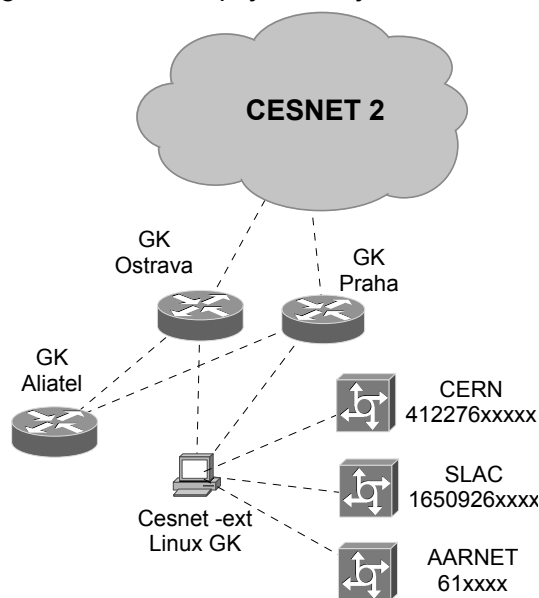 CESNET 2
GK
Ostrava
GK
Praha
GK
Aliatel
CERN
412276xxxxx
SLAC
1650926xxxx
Cesnet -ext
Linux GK
AARNET
61xxxx